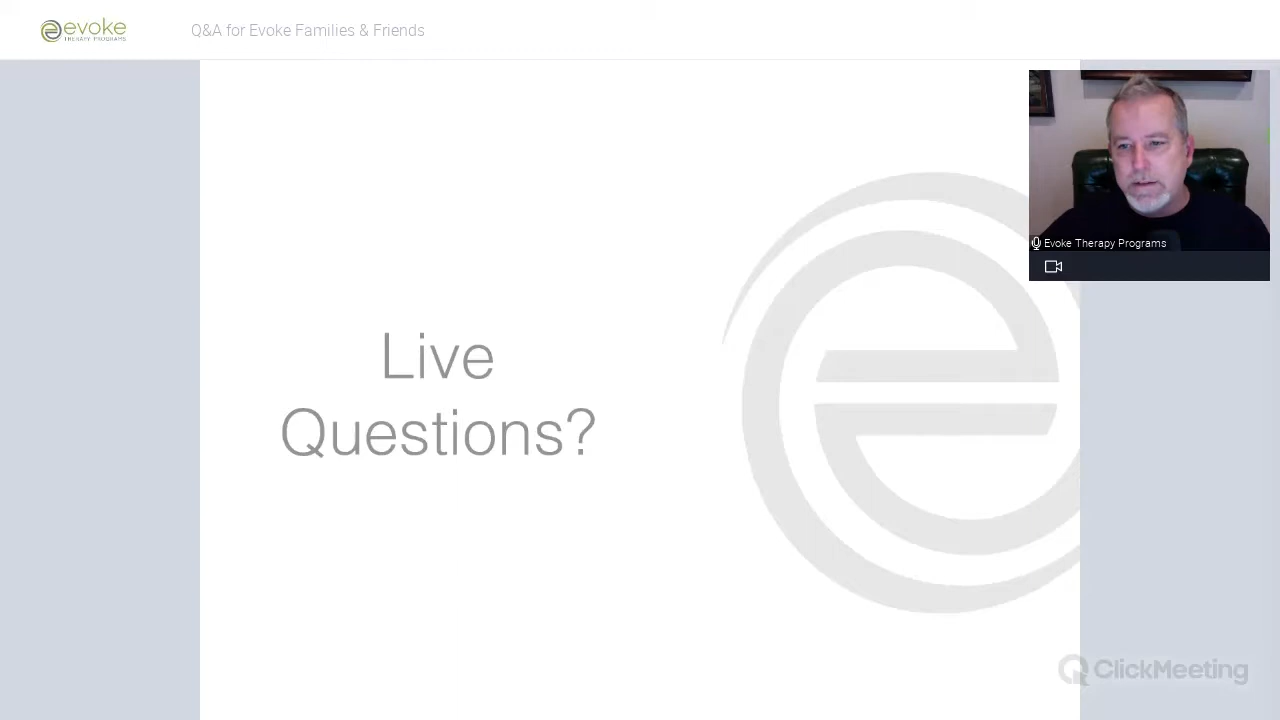 evoke
THERAPY PROGRAMS
Q&A for Evoke Families & Friends
Evoke Therapy Programs
Live
Questions?
ClickMeeting